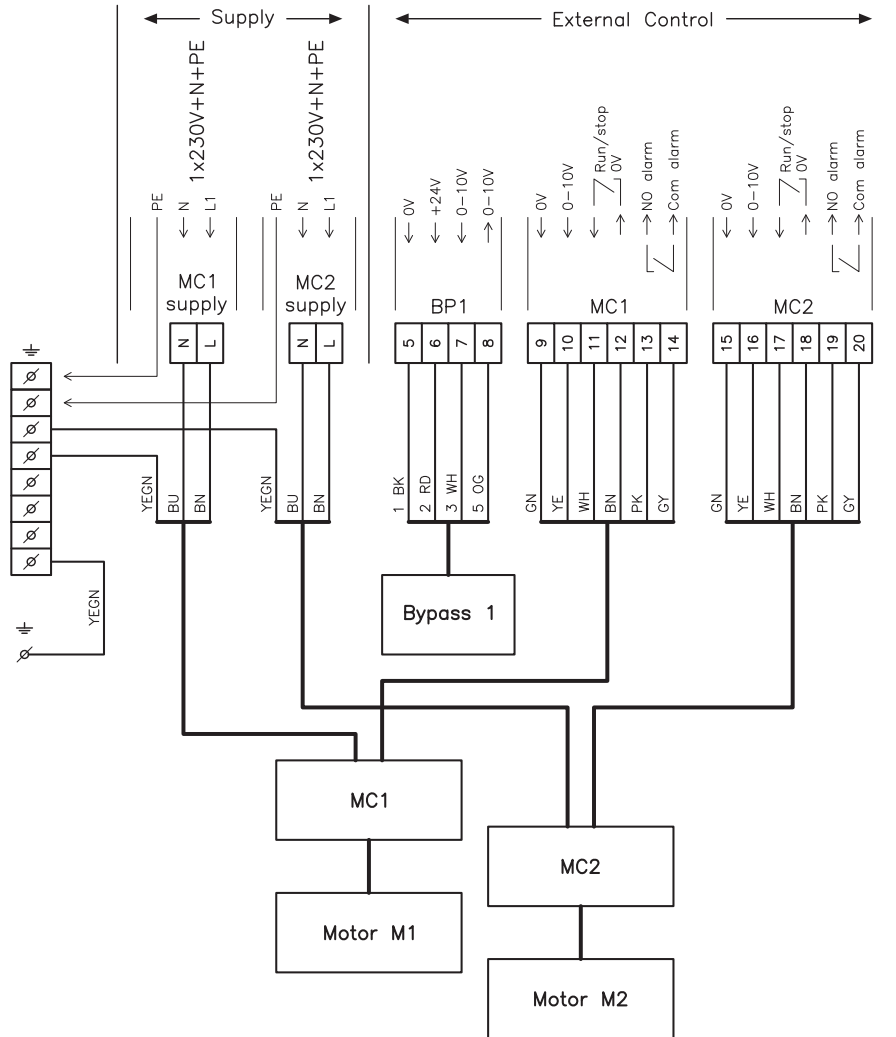 Supply
External Control
1x230V+N+PE
1x230V+N+PE
PE
N
L1
PE
N
L1
0V
+24V
0-10V
0-10V
0V
0-10V
Run/stop
0V
NO alarm
Com alarm
0V
0-10V
Run/stop
0V
NO alarm
Com alarm
MC1
supply
MC2
supply
BP1
MC1
MC2
N
L
N
L
5
6
7
8
9
10
11
12
13
14
15
16
17
18
19
20
YEGN
BU
BN
YEGN
BU
BN
1 BK
2 RD
3 WH
5 OG
GN
YE
WH
BN
PK
GY
GN
YE
WH
BN
PK
GY
YEGN
Bypass 1
MC1
MC2
Motor M1
Motor M2